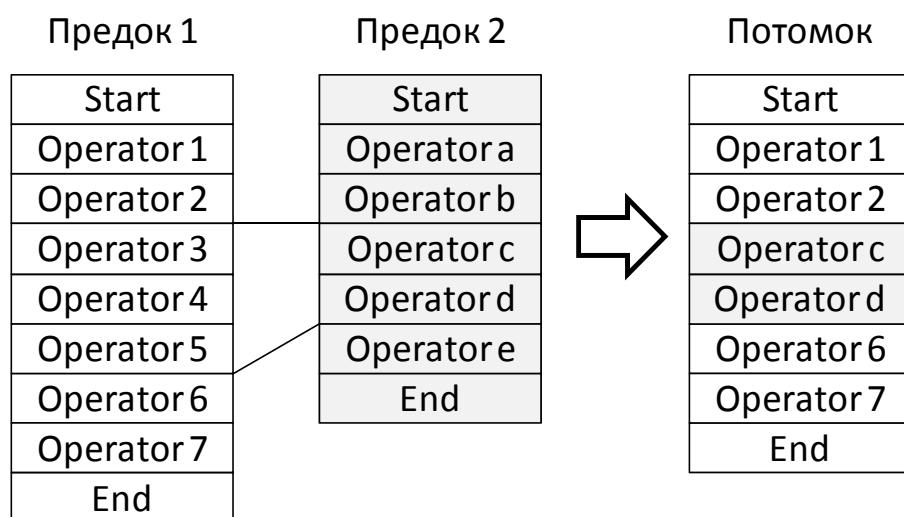 Предок 1
Start
Operator 1
Operator 2
Operator 3
Operator 4
Operator 5
Operator 6
Operator 7
End
Предок 2
Start
Operator a
Operator b
Operator c
Operator d
Operator e
End
Потомок
Start
Operator 1
Operator 2
Operator c
Operator d
Operator 6
Operator 7
End